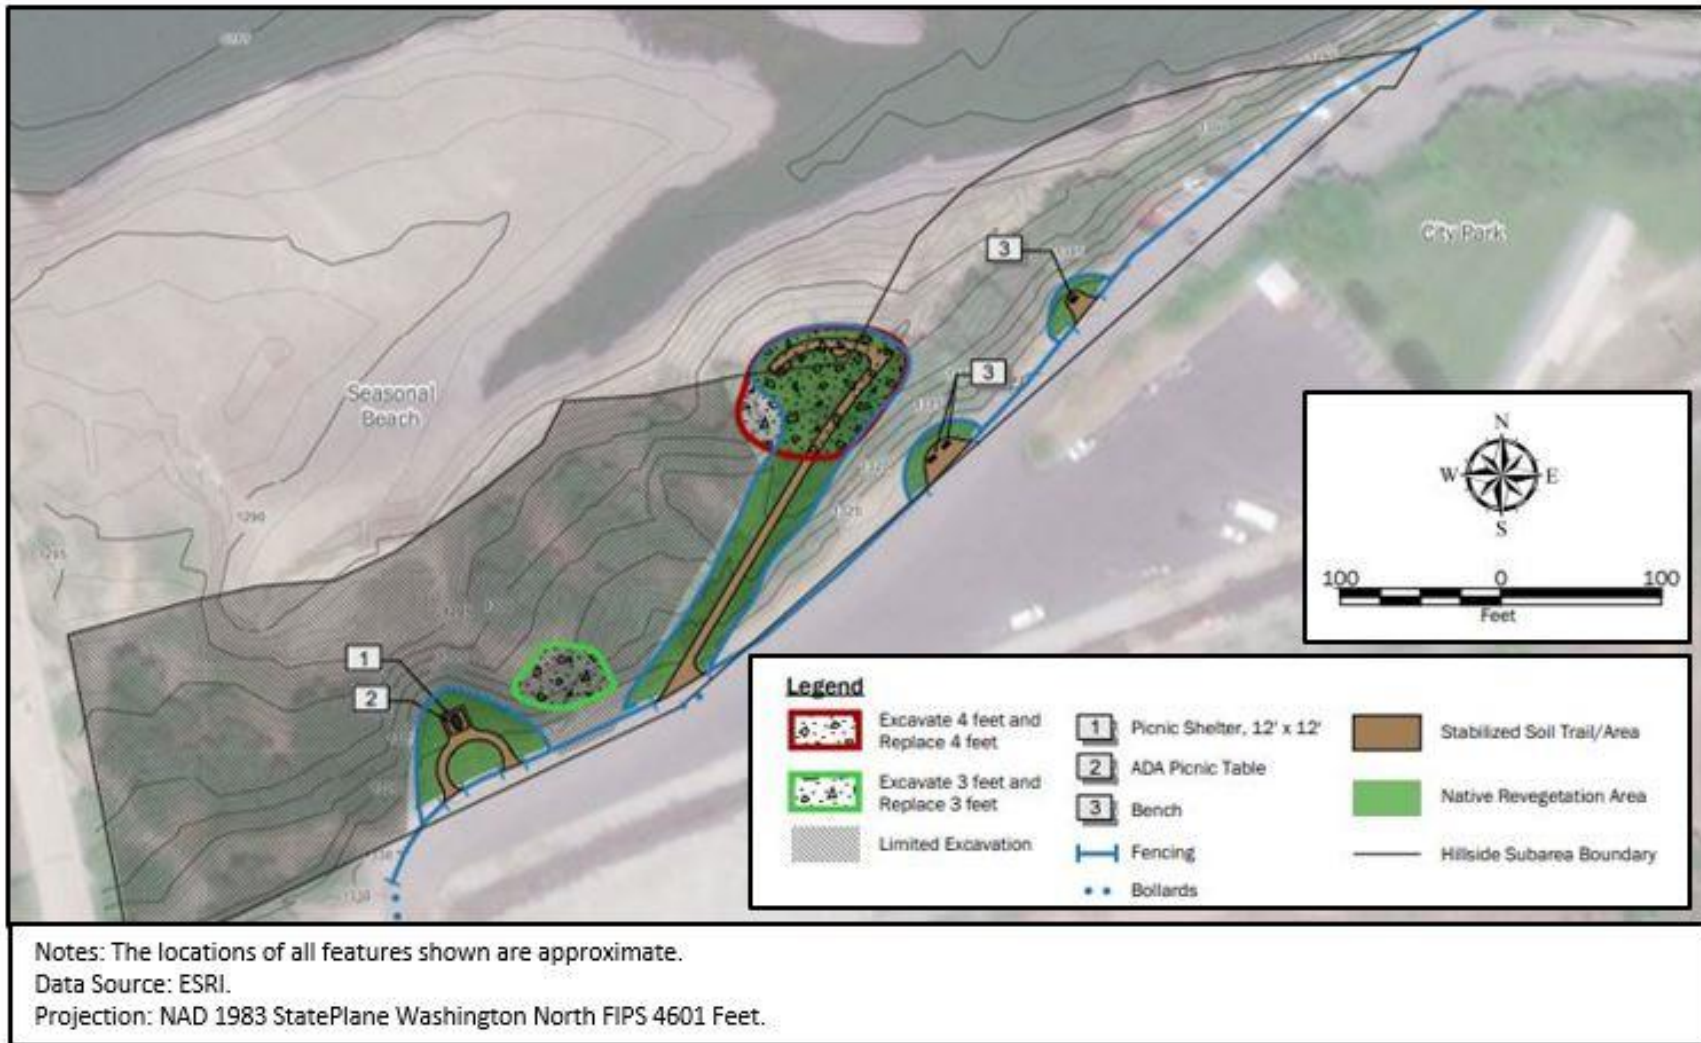 1290
1295
1325
Seasonal
Beach
City Park
3
3
1
2
N
W
E
S
100
0
100
Feet
Legend
Excavate 4 feet and
Replace 4 feet
Excavate 3 feet and
Replace 3 feet
Limited Excavation
1 Picnic Shelter, 12' x 12'
2 ADA Picnic Table
3 Bench
Fencing
Bollards
Stabilized Soil Trail/Area
Native Revegetation Area
Hillside Subarea Boundary
Notes: The locations of all features shown are approximate.
Data Source: ESRI.
Projection: NAD 1983 StatePlane Washington North FIPS 4601 Feet.